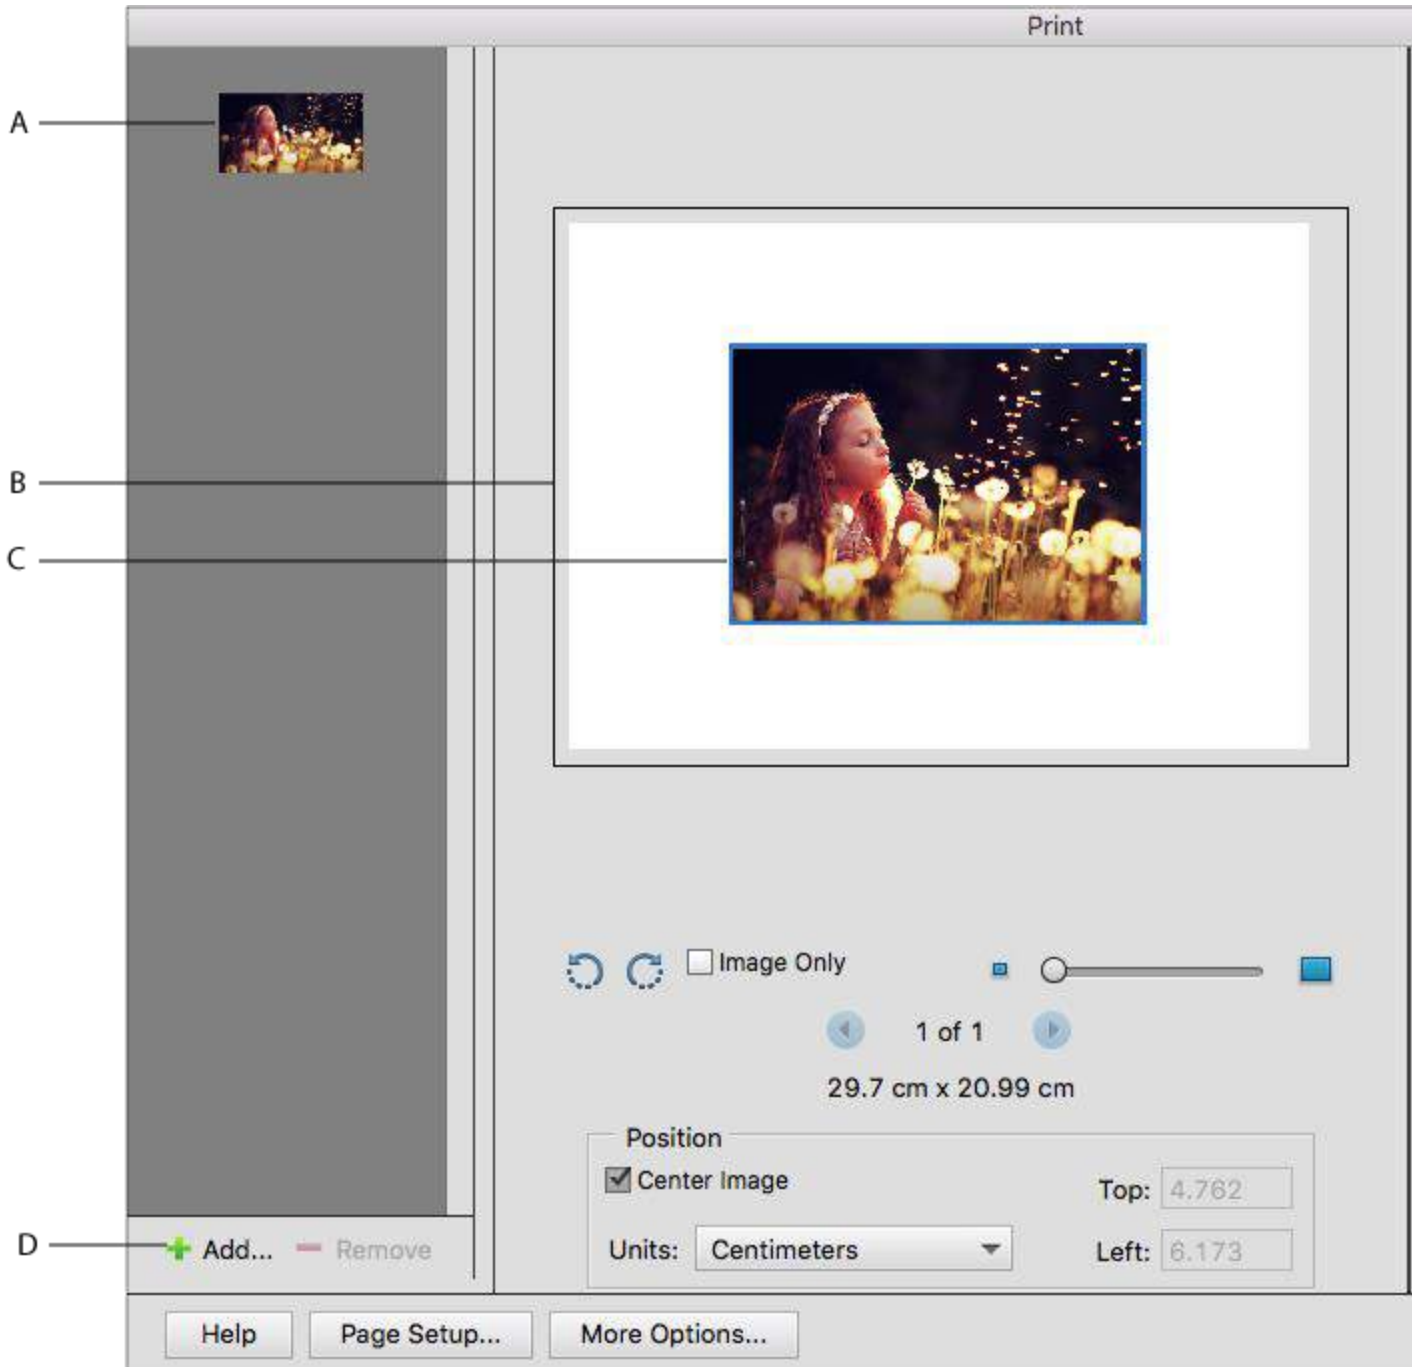 Print
A
B
C
Image Only
1 of 1
29.7 cm x 20.99 cm
Position
Center Image
Top: 4.762
D
Add... Remove
Units: Centimeters
Left: 6.173
Help Page Setup... More Options...